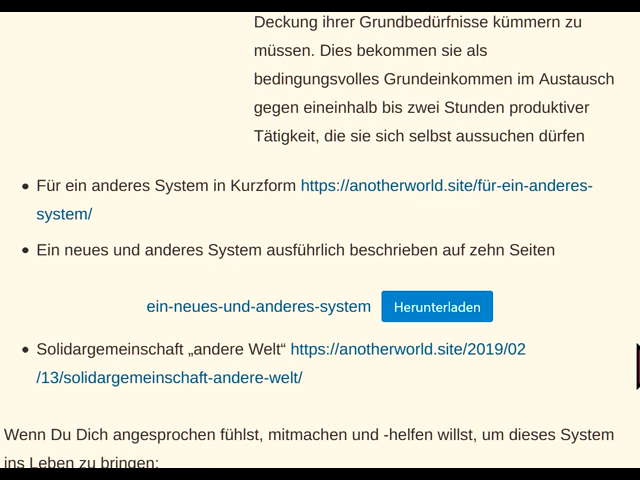 Deckung ihrer Grundbedürfnisse kümmern zu
müssen. Dies bekommen sie als
bedingungsvolles Grundeinkommen im Austausch
gegen eineinhalb bis zwei Stunden produktiver
Tätigkeit, die sie sich selbst aussuchen dürfen
• Für ein anderes System in Kurzform https://anotherworld.site/für-ein-anderes-
system/
• Ein neues und anderes System ausführlich beschrieben auf zehn Seiten
ein-neues-und-anderes-system Herunterladen
• Solidargemeinschaft „andere Welt“ https://anotherworld.site/2019/02
/13/solidargemeinschaft-andere-welt/
Wenn Du Dich angesprochen fühlst, mitmachen und -helfen willst, um dieses System
ins Leben zu bringen: